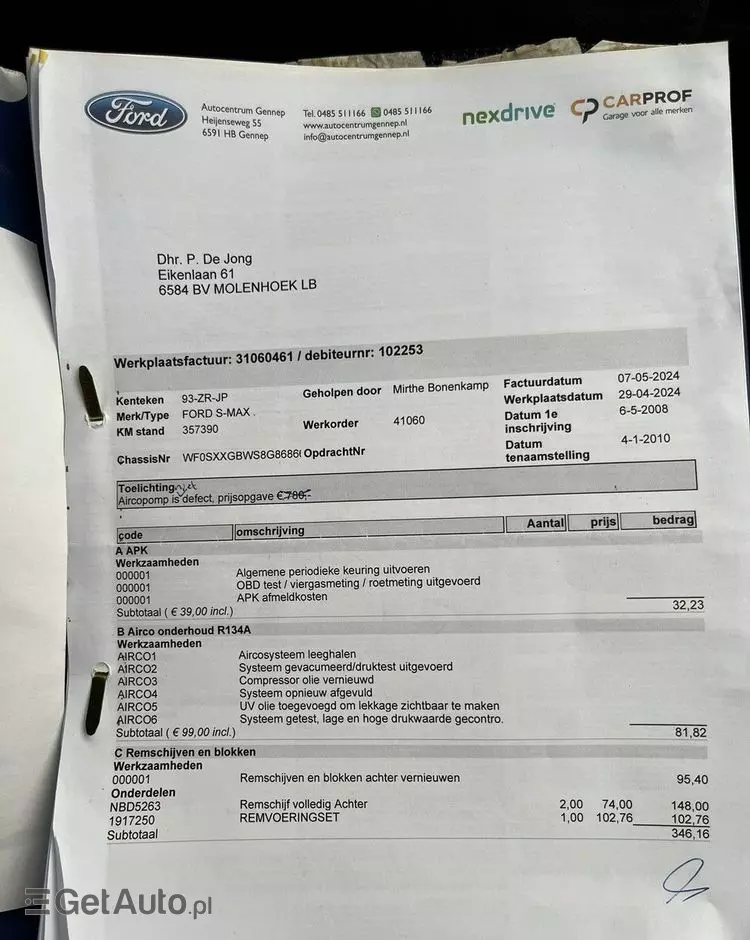 Ford
Autocentrum Gennep
Heijenseweg 55
6591 HB Gennep
Tel. 0485 511166 0485 511166
www.autocentrumgennep.nl
info@autocentrumgennep.nl
nexdrive
CARPROF
Garage voor alle merken
Dhr. P. De Jong
Eikenlaan 61
6584 BV MOLENHOEK LB
Werkplaatsfactuur: 31060461 / debiteurnr: 102253
Kenteken 93-ZR-JP Geholpen door Mirthe Bonenkamp Factuurdatum 07-05-2024
Merk/Type FORD S-MAX . Werkplaatsdatum 29-04-2024
KM stand 357390 Werkorder 41060 Datum 1e inschrijving 6-5-2008
ChassisNr WF0SXXGBWS8G8686 OpdrachtNr Datum tenaamstelling 4-1-2010
Toelichting
Aircopomp is defect, prijsopgave € 780,-
code omschrijving Aantal prijs bedrag
A APK
Werkzaamheden
000001 Algemene periodieke keuring uitvoeren
000001 OBD test / viergasmeting / roetmeting uitgevoerd
000001 APK afmeldkosten
Subtotaal ( € 39,00 incl.) 32,23
B Airco onderhoud R134A
Werkzaamheden
AIRCO1 Aircosysteem leeghalen
AIRCO2 Systeem gevacumeerd/druktest uitgevoerd
AIRCO3 Compressor olie vernieuwd
AIRCO4 Systeem opnieuw afgevuld
AIRCO5 UV olie toegevoegd om lekkage zichtbaar te maken
AIRCO6 Systeem getest, lage en hoge drukwaarde gecontro.
Subtotaal ( € 99,00 incl.) 81,82
C Remschijven en blokken
Werkzaamheden
000001 Remschijven en blokken achter vernieuwen 95,40
Onderdelen
NBD5263 Remschijf volledig Achter 2,00 74,00 148,00
1917250 REMVOERINGSET 1,00 102,76 102,76
Subtotaal 346,16
GetAuto.pl